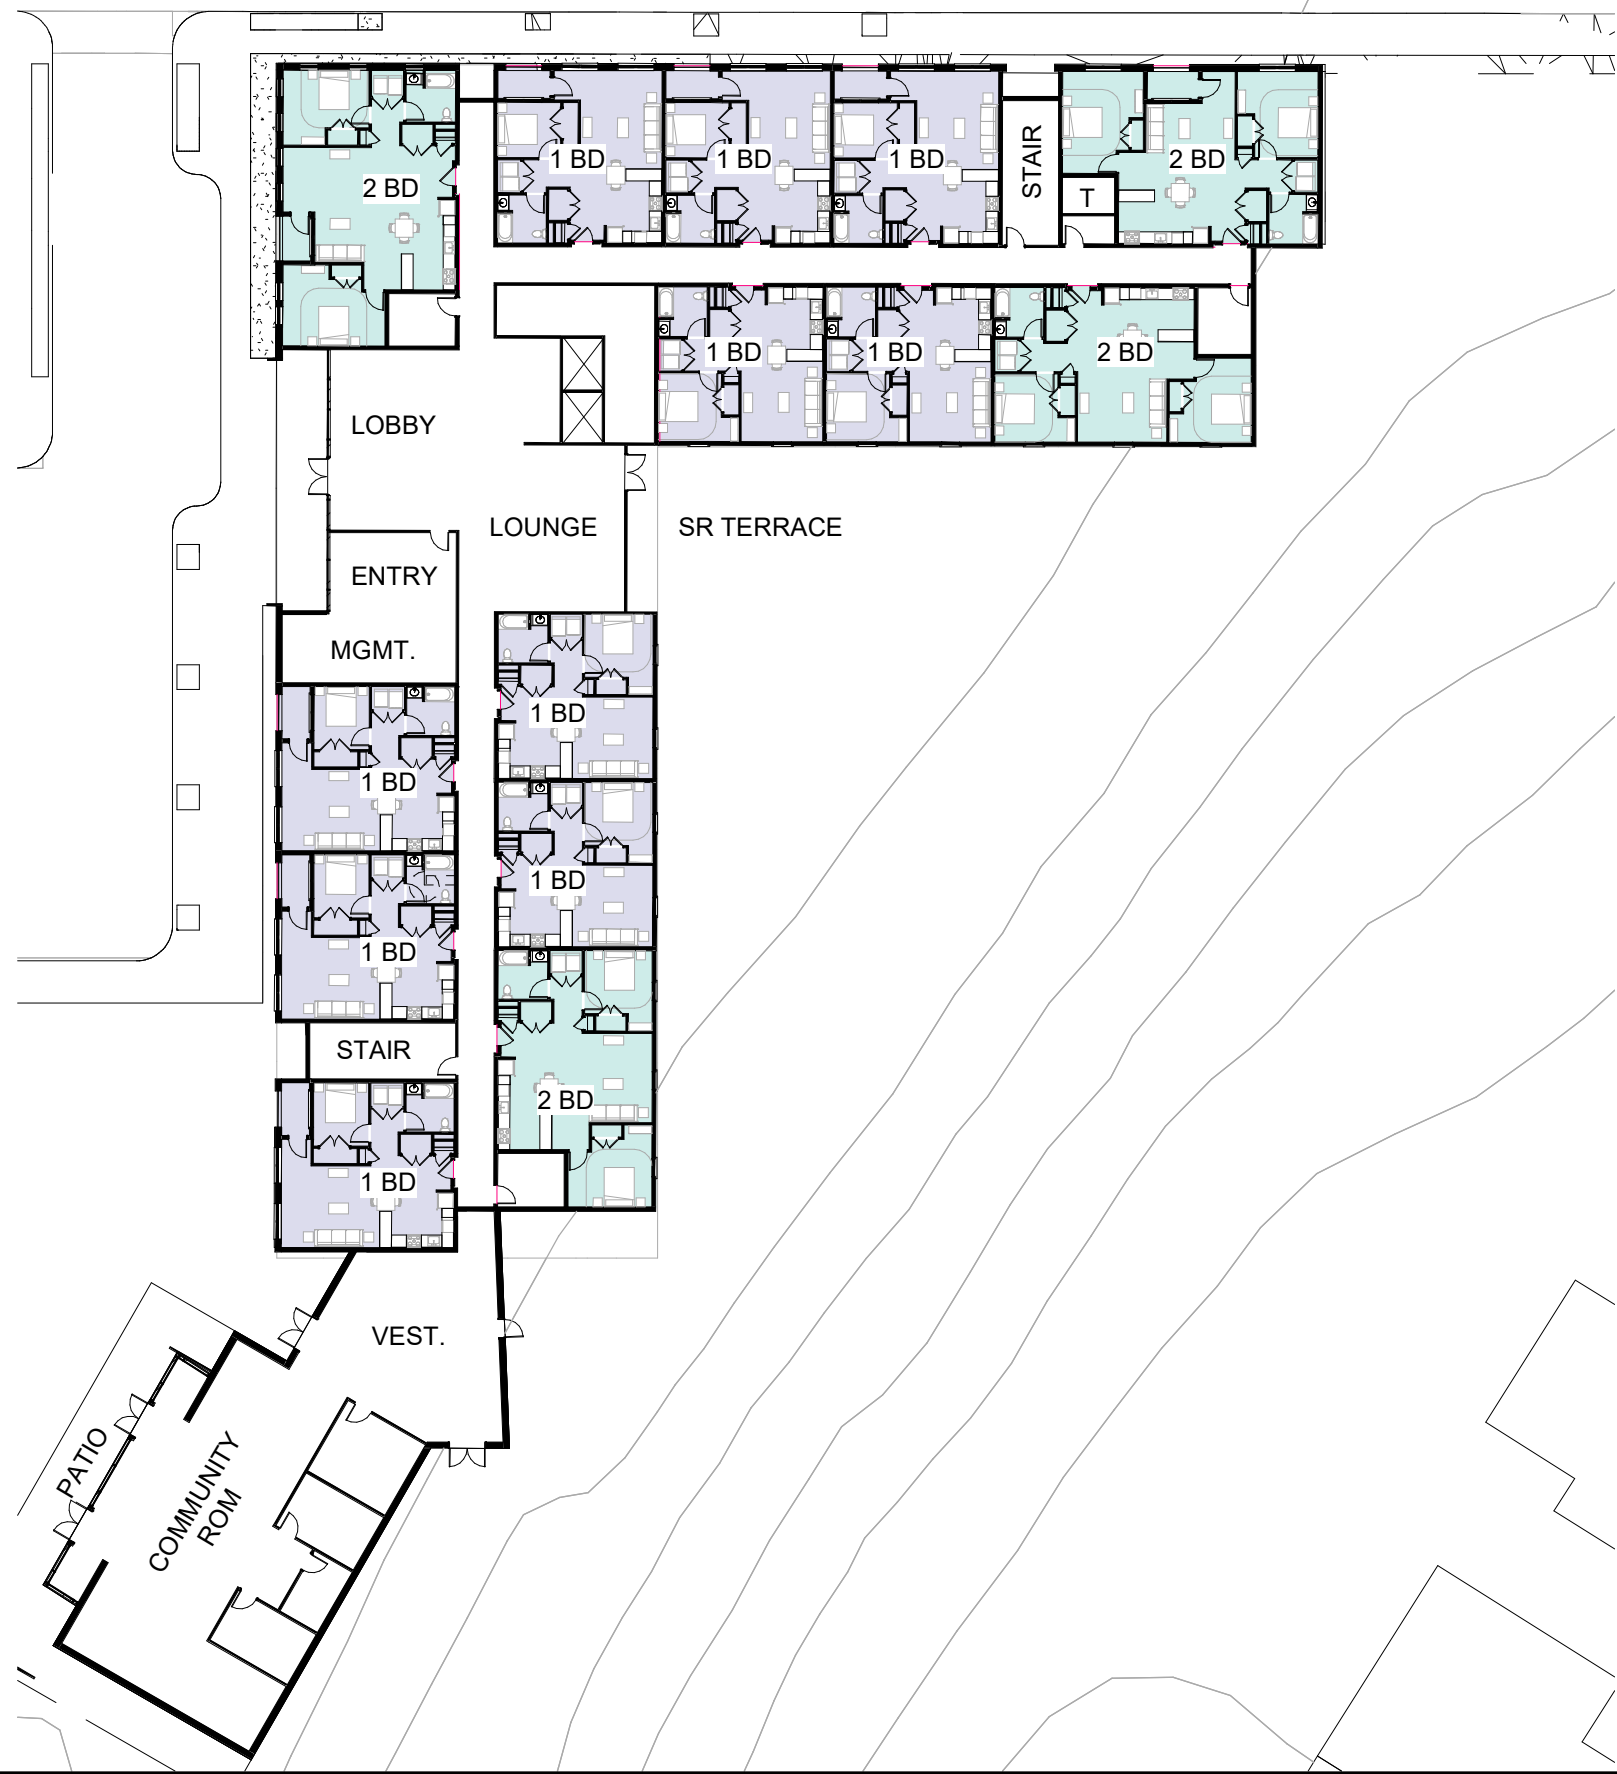 1 BD
1 BD
1 BD
STAIR
2 BD
2 BD
T
1 BD
1 BD
2 BD
LOBBY
LOUNGE
SR TERRACE
ENTRY
MGMT.
1 BD
1 BD
1 BD
1 BD
STAIR
2 BD
1 BD
VEST.
PATIO
COMMUNITY
ROM